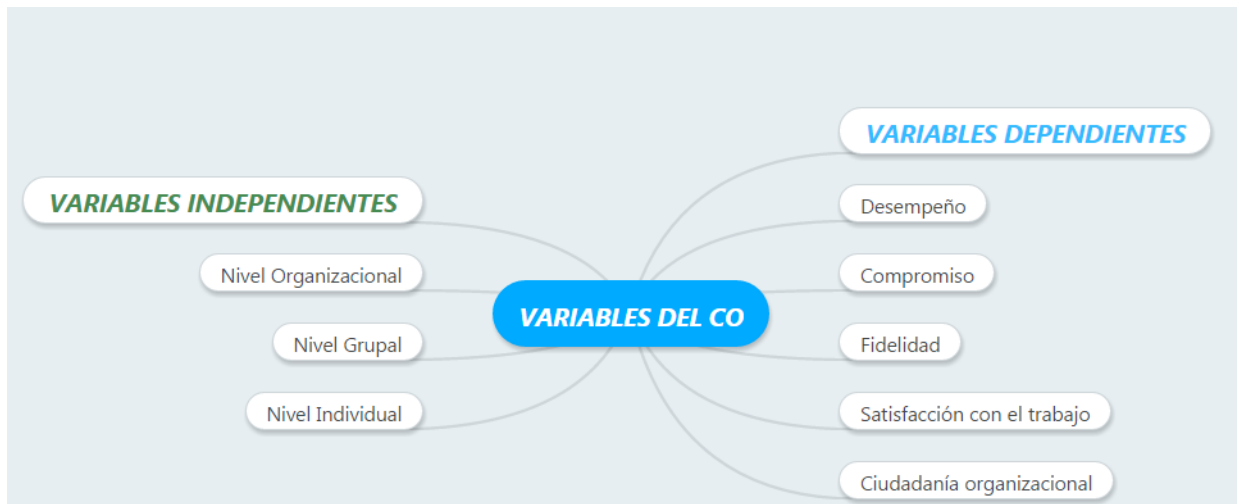 VARIABLES INDEPENDIENTES
Nivel Organizacional
Nivel Grupal
Nivel Individual
VARIABLES DEL CO
VARIABLES DEPENDIENTES
Desempeño
Compromiso
Fidelidad
Satisfacción con el trabajo
Ciudadanía organizacional